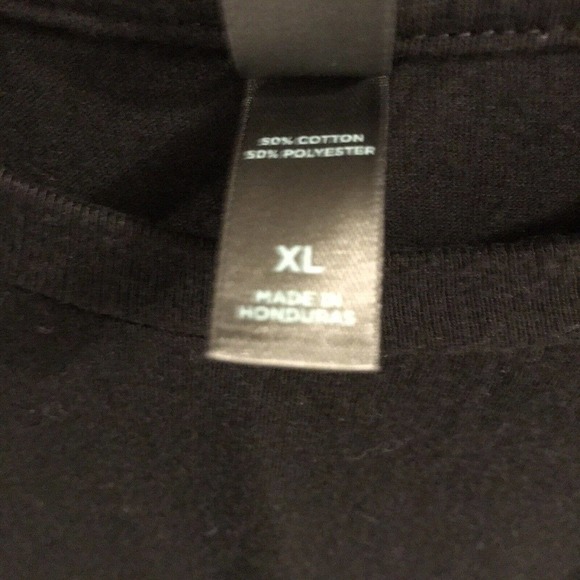 50% COTTON
50% POLYESTER
XL
MADE IN
HONDURAS